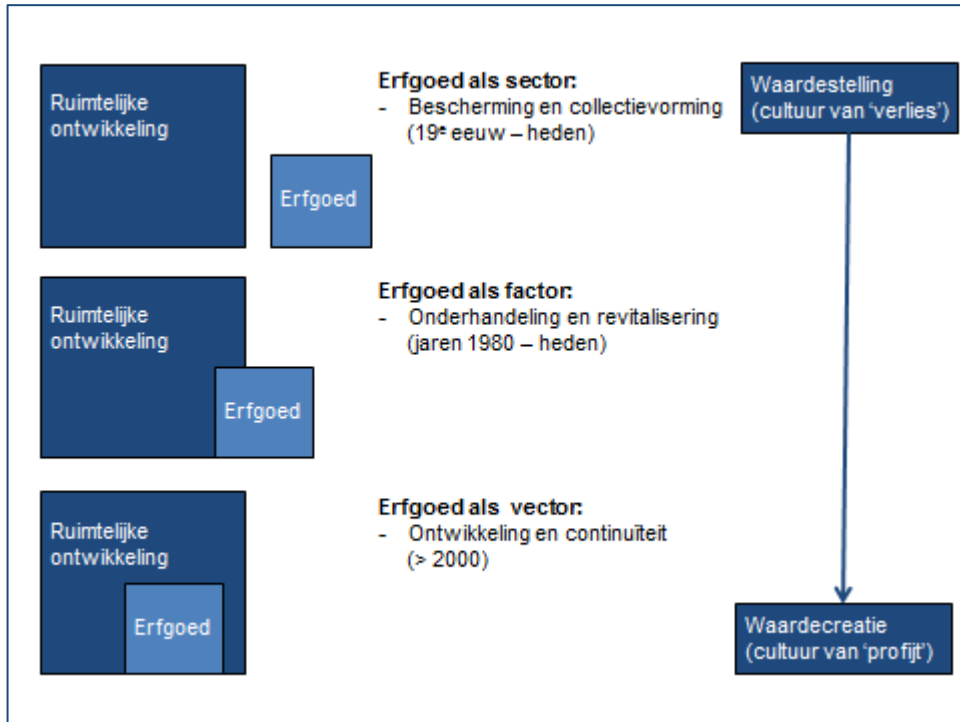 Ruimtelijke
ontwikkeling
Erfgoed
Erfgoed als sector:
- Bescherming en collectievorming
(19e eeuw – heden)
Waardestelling
(cultuur van ‘verlies’)
Ruimtelijke
ontwikkeling
Erfgoed
Erfgoed als factor:
- Onderhandeling en revitalisering
(jaren 1980 – heden)
Ruimtelijke
ontwikkeling
Erfgoed
Erfgoed als vector:
- Ontwikkeling en continuïteit
(> 2000)
Waardecreatie
(cultuur van ‘profijt’)